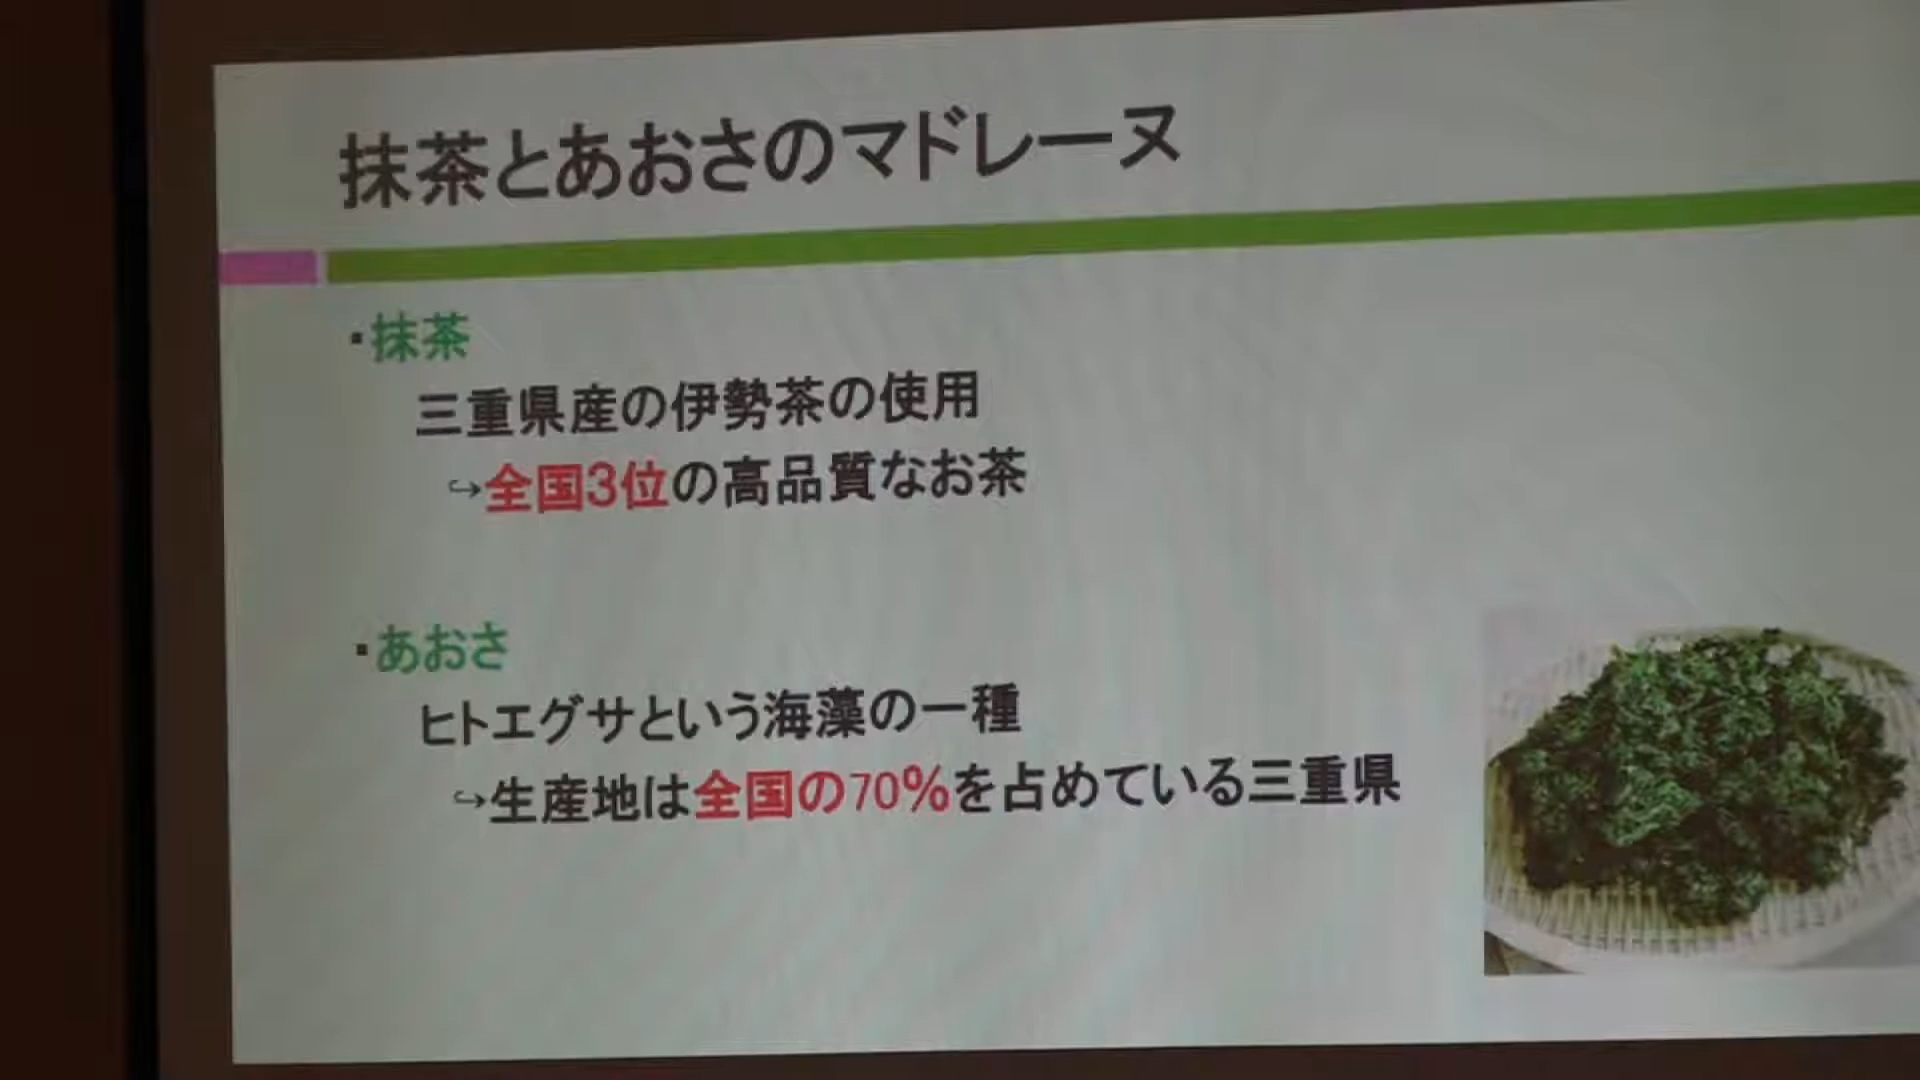 抹茶とあおさのマドレーヌ
・抹茶
三重県産の伊勢茶の使用
↪全国3位の高品質なお茶
・あおさ
ヒトエグサという海藻の一種
↪生産地は全国の70%を占めている三重県